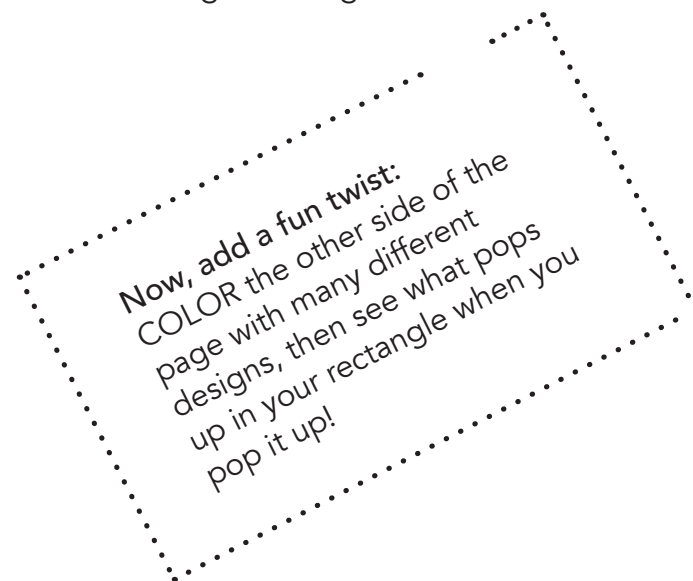 Now, add a fun twist:
COLOR the other side of the
page with many different
designs, then see what pops
up in your rectangle when you
pop it up!